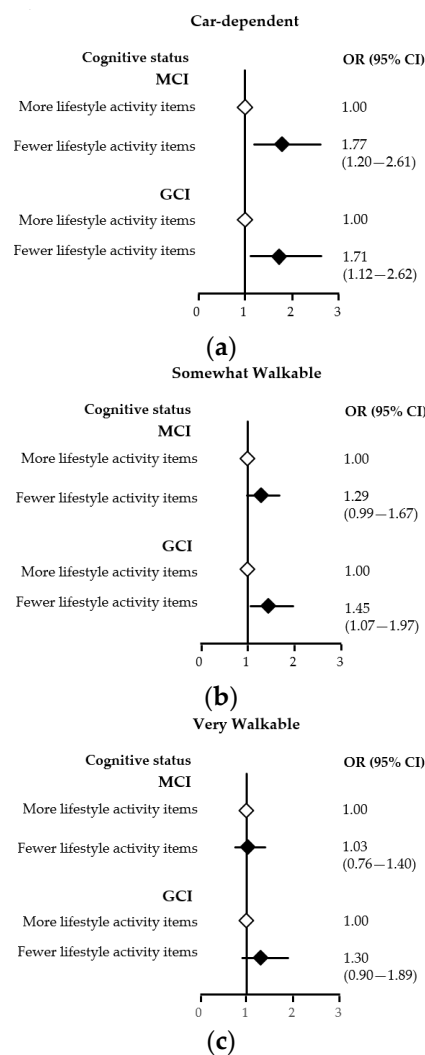 Car-dependent
Cognitive status OR (95% CI)
MCI
More lifestyle activity items 1.00
Fewer lifestyle activity items 1.77
(1.20—2.61)
GCI
More lifestyle activity items 1.00
Fewer lifestyle activity items 1.71
(1.12—2.62)
0 1 2 3
(a)
Somewhat Walkable
Cognitive status OR (95% CI)
MCI
More lifestyle activity items 1.00
Fewer lifestyle activity items 1.29
(0.99—1.67)
GCI
More lifestyle activity items 1.00
Fewer lifestyle activity items 1.45
(1.07—1.97)
0 1 2 3
(b)
Very Walkable
Cognitive status OR (95% CI)
MCI
More lifestyle activity items 1.00
Fewer lifestyle activity items 1.03
(0.76—1.40)
GCI
More lifestyle activity items 1.00
Fewer lifestyle activity items 1.30
(0.90—1.89)
0 1 2 3
(c)